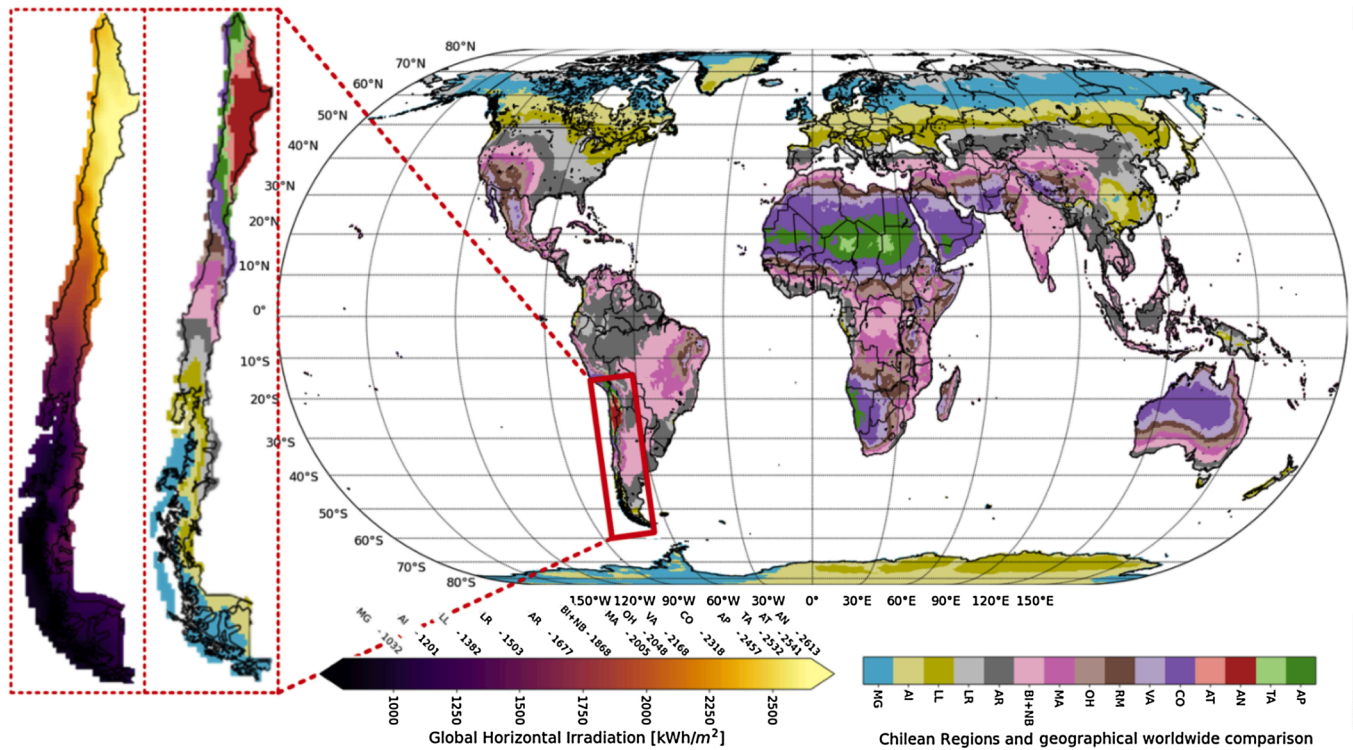 80°N
70°N
60°N
50°N
40°N
30°N
20°N
10°N
0°
10°S
20°S
30°S
40°S
50°S
60°S
70°S
80°S
150°W 120°W 90°W 60°W 30°W 0° 30°E 60°E 90°E 120°E 150°E
MG - 1032
AI - 1201
LL - 1382
LR - 1503
AR - 1677
BI+NB - 1868
MA - 2005
OH - 2048
VA - 2168
CO - 2318
AP - 2457
TA - 2532
AT - 2541
AN - 2613
1000 1250 1500 1750 2000 2250 2500
Global Horizontal Irradiation [kWh/m²]
MG AI LL LR AR BI+NB MA OH RM VA CO AT AN TA AP
Chilean Regions and geographical worldwide comparison